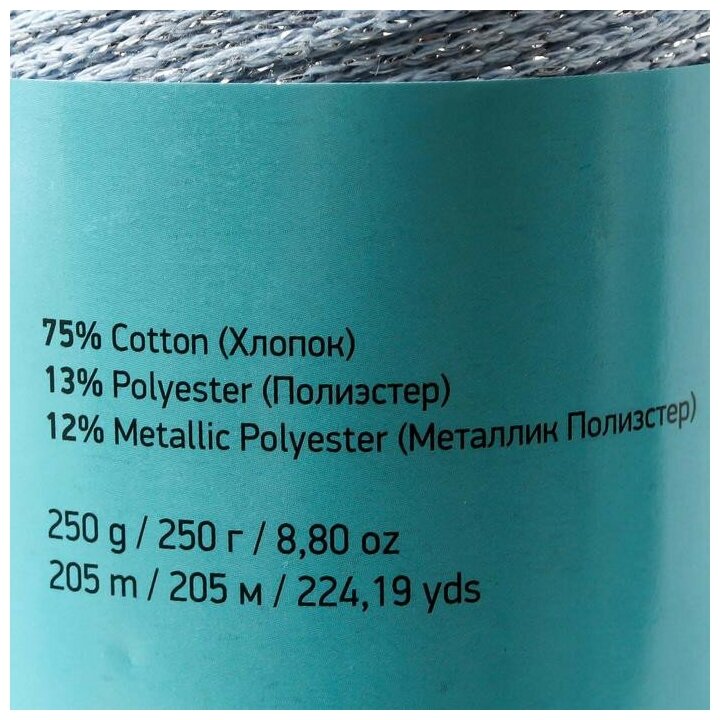 75% Cotton (Хлопок)
13% Polyester (Полиэстер)
12% Metallic Polyester (Металлик Полиэстер)
250 g / 250 г / 8,80 oz
205 m / 205 м / 224,19 yds